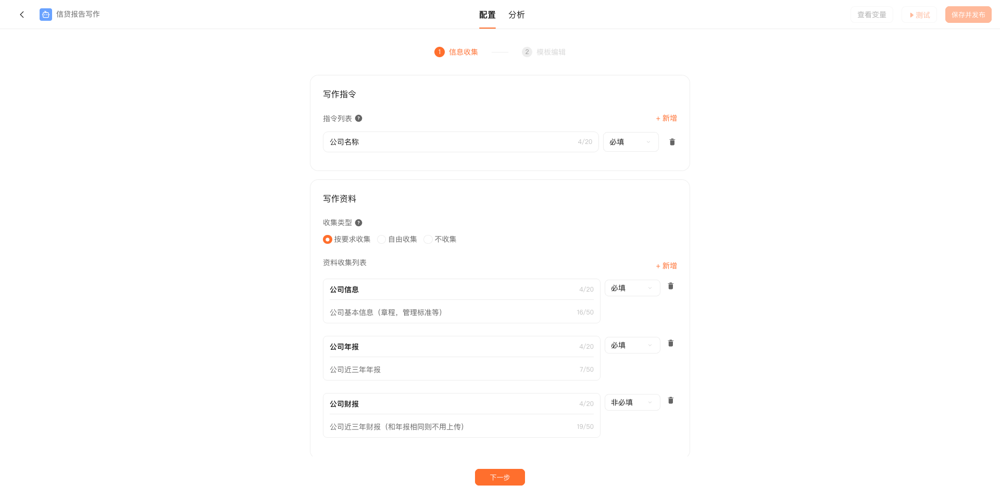 信贷报告写作
配置 分析
查看变量 测试 保存并发布
1 信息收集 2 模板编辑
写作指令
指令列表 ? + 新增
公司名称 4/20 必填
写作资料
收集类型 ?
按要求收集 自由收集 不收集
资料收集列表 + 新增
公司信息 4/20 必填
公司基本信息（章程，管理标准等） 16/50
公司年报 4/20 必填
公司近三年年报 7/50
公司财报 4/20 非必填
公司近三年财报（和年报相同则不用上传） 19/50
下一步